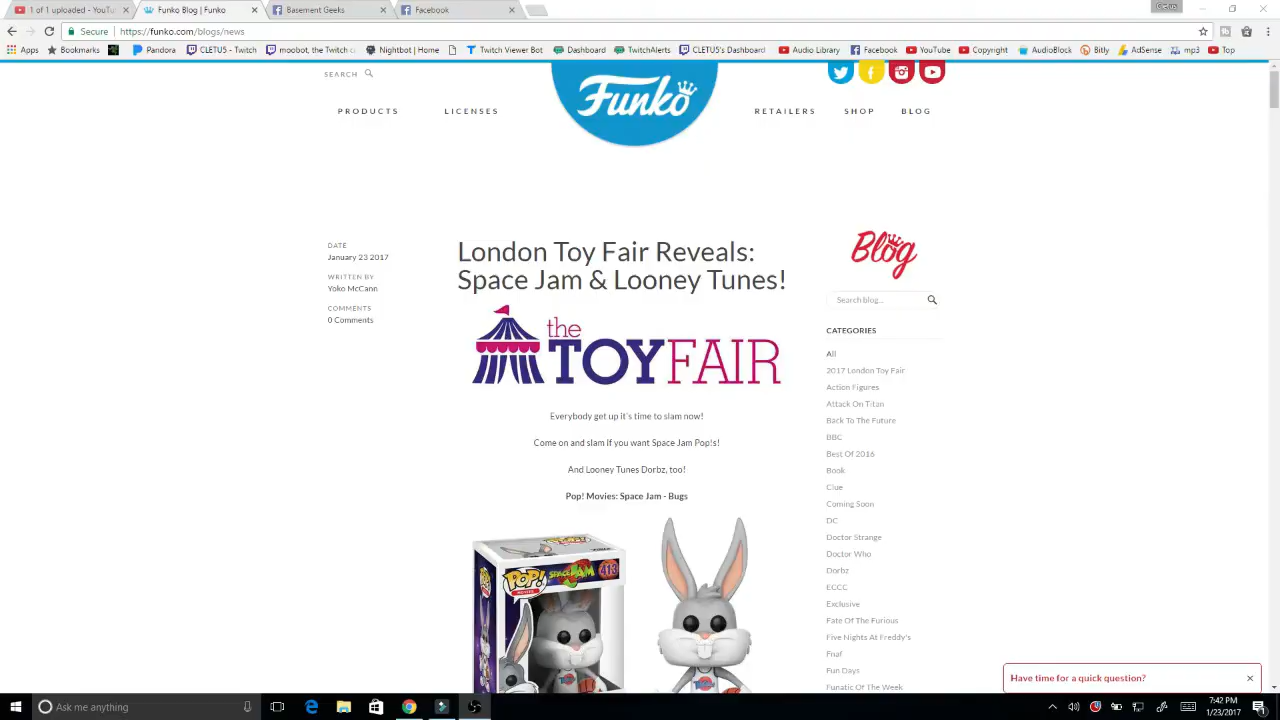 1 of 1 uploaded - YouTu
Funko Blog | Funko
Basement Geeks
Facebook
Secure
https://funko.com/blogs/news
Apps
Bookmarks
Pandora
CLETUS - Twitch
moobot, the Twitch c
Nightbot | Home
Twitch Viewer Bot
Dashboard
TwitchAlerts
CLETUS's Dashboard
Audio Library
Facebook
YouTube
Copyright
AudioBlock
Bitly
AdSense
mp3
Top
SEARCH
PRODUCTS
LICENSES
Funko
RETAILERS
SHOP
BLOG
DATE
January 23 2017
WRITTEN BY
Yoko McCann
COMMENTS
0 Comments
London Toy Fair Reveals:
Space Jam & Looney Tunes!
the
TOYFAIR
Everybody get up it's time to slam now!
Come on and slam if you want Space Jam Pop!s!
And Looney Tunes Dorbz, too!
Pop! Movies: Space Jam - Bugs
POP!
SPACE JAM
413
Blog
Search blog...
CATEGORIES
All
2017 London Toy Fair
Action Figures
Attack On Titan
Back To The Future
BBC
Best Of 2016
Book
Clue
Coming Soon
DC
Doctor Strange
Doctor Who
Dorbz
ECCC
Exclusive
Fate Of The Furious
Five Nights At Freddy's
Fnaf
Fun Days
Funatic Of The Week
Have time for a quick question?
Ask me anything
7:42 PM
1/23/2017